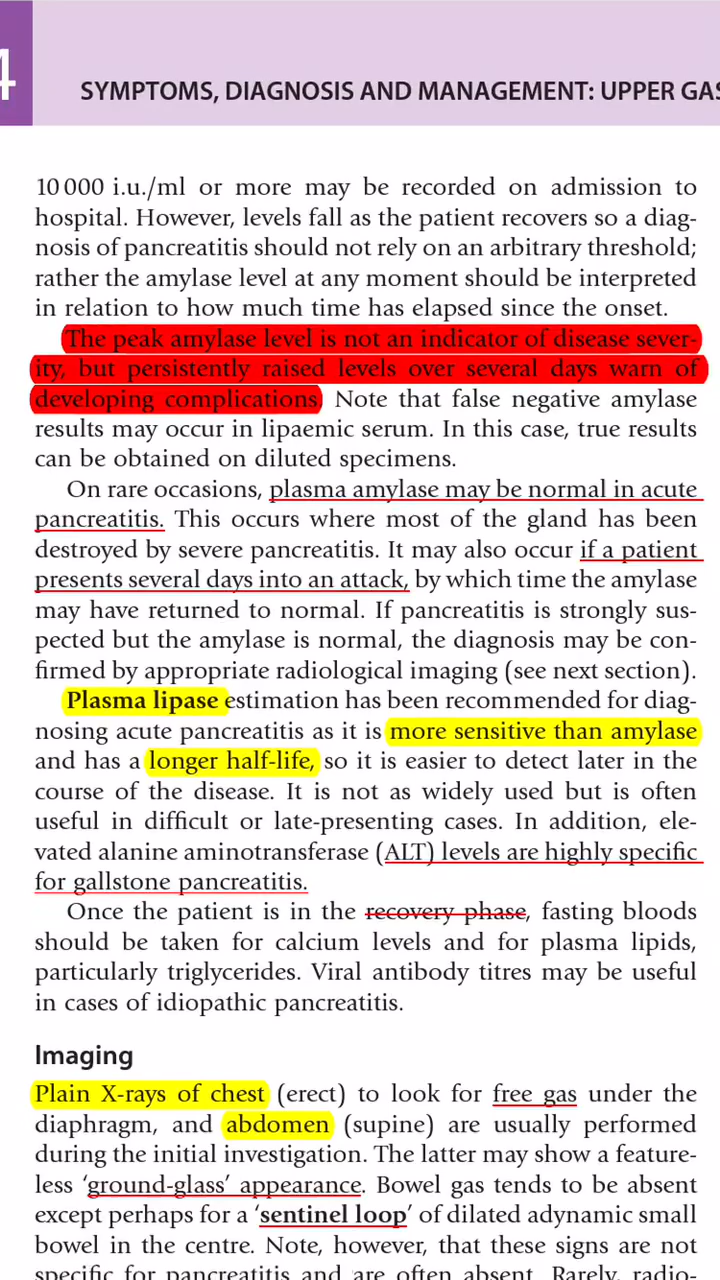 4
SYMPTOMS, DIAGNOSIS AND MANAGEMENT: UPPER GAS
10 000 i.u./ml or more may be recorded on admission to
hospital. However, levels fall as the patient recovers so a diag-
nosis of pancreatitis should not rely on an arbitrary threshold;
rather the amylase level at any moment should be interpreted
in relation to how much time has elapsed since the onset.
The peak amylase level is not an indicator of disease sever-
ity, but persistently raised levels over several days warn of
developing complications. Note that false negative amylase
results may occur in lipaemic serum. In this case, true results
can be obtained on diluted specimens.
On rare occasions, plasma amylase may be normal in acute
pancreatitis. This occurs where most of the gland has been
destroyed by severe pancreatitis. It may also occur if a patient
presents several days into an attack, by which time the amylase
may have returned to normal. If pancreatitis is strongly sus-
pected but the amylase is normal, the diagnosis may be con-
firmed by appropriate radiological imaging (see next section).
Plasma lipase estimation has been recommended for diag-
nosing acute pancreatitis as it is more sensitive than amylase
and has a longer half-life, so it is easier to detect later in the
course of the disease. It is not as widely used but is often
useful in difficult or late-presenting cases. In addition, ele-
vated alanine aminotransferase (ALT) levels are highly specific
for gallstone pancreatitis.
Once the patient is in the recovery phase, fasting bloods
should be taken for calcium levels and for plasma lipids,
particularly triglycerides. Viral antibody titres may be useful
in cases of idiopathic pancreatitis.
Imaging
Plain X-rays of chest (erect) to look for free gas under the
diaphragm, and abdomen (supine) are usually performed
during the initial investigation. The latter may show a feature-
less 'ground-glass' appearance. Bowel gas tends to be absent
except perhaps for a 'sentinel loop' of dilated adynamic small
bowel in the centre. Note, however, that these signs are not
specific for pancreatitis and are often absent. Rarely, radio-